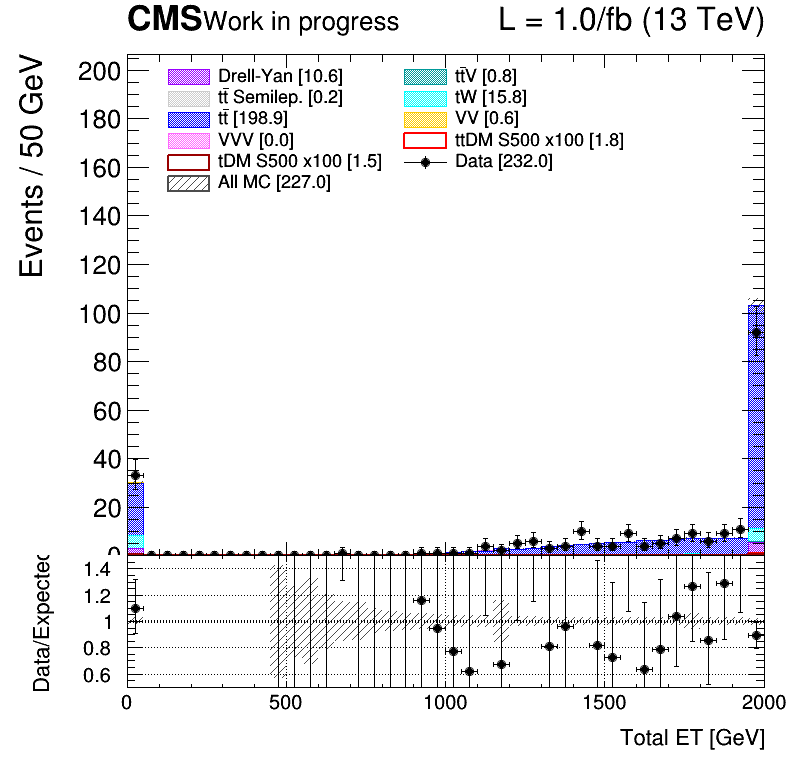 CMS Work in progress L = 1.0/fb (13 TeV)
Events / 50 GeV
200
180
160
140
120
100
80
60
40
20
0
Drell-Yan [10.6]
tt̄V [0.8]
tt̄ Semilep. [0.2]
tW [15.8]
tt̄ [198.9]
VV [0.6]
VVV [0.0]
ttDM S500 x100 [1.8]
tDM S500 x100 [1.5]
Data [232.0]
All MC [227.0]
Data/Expected
1.4
1.2
1
0.8
0.6
0 500 1000 1500 2000
Total ET [GeV]